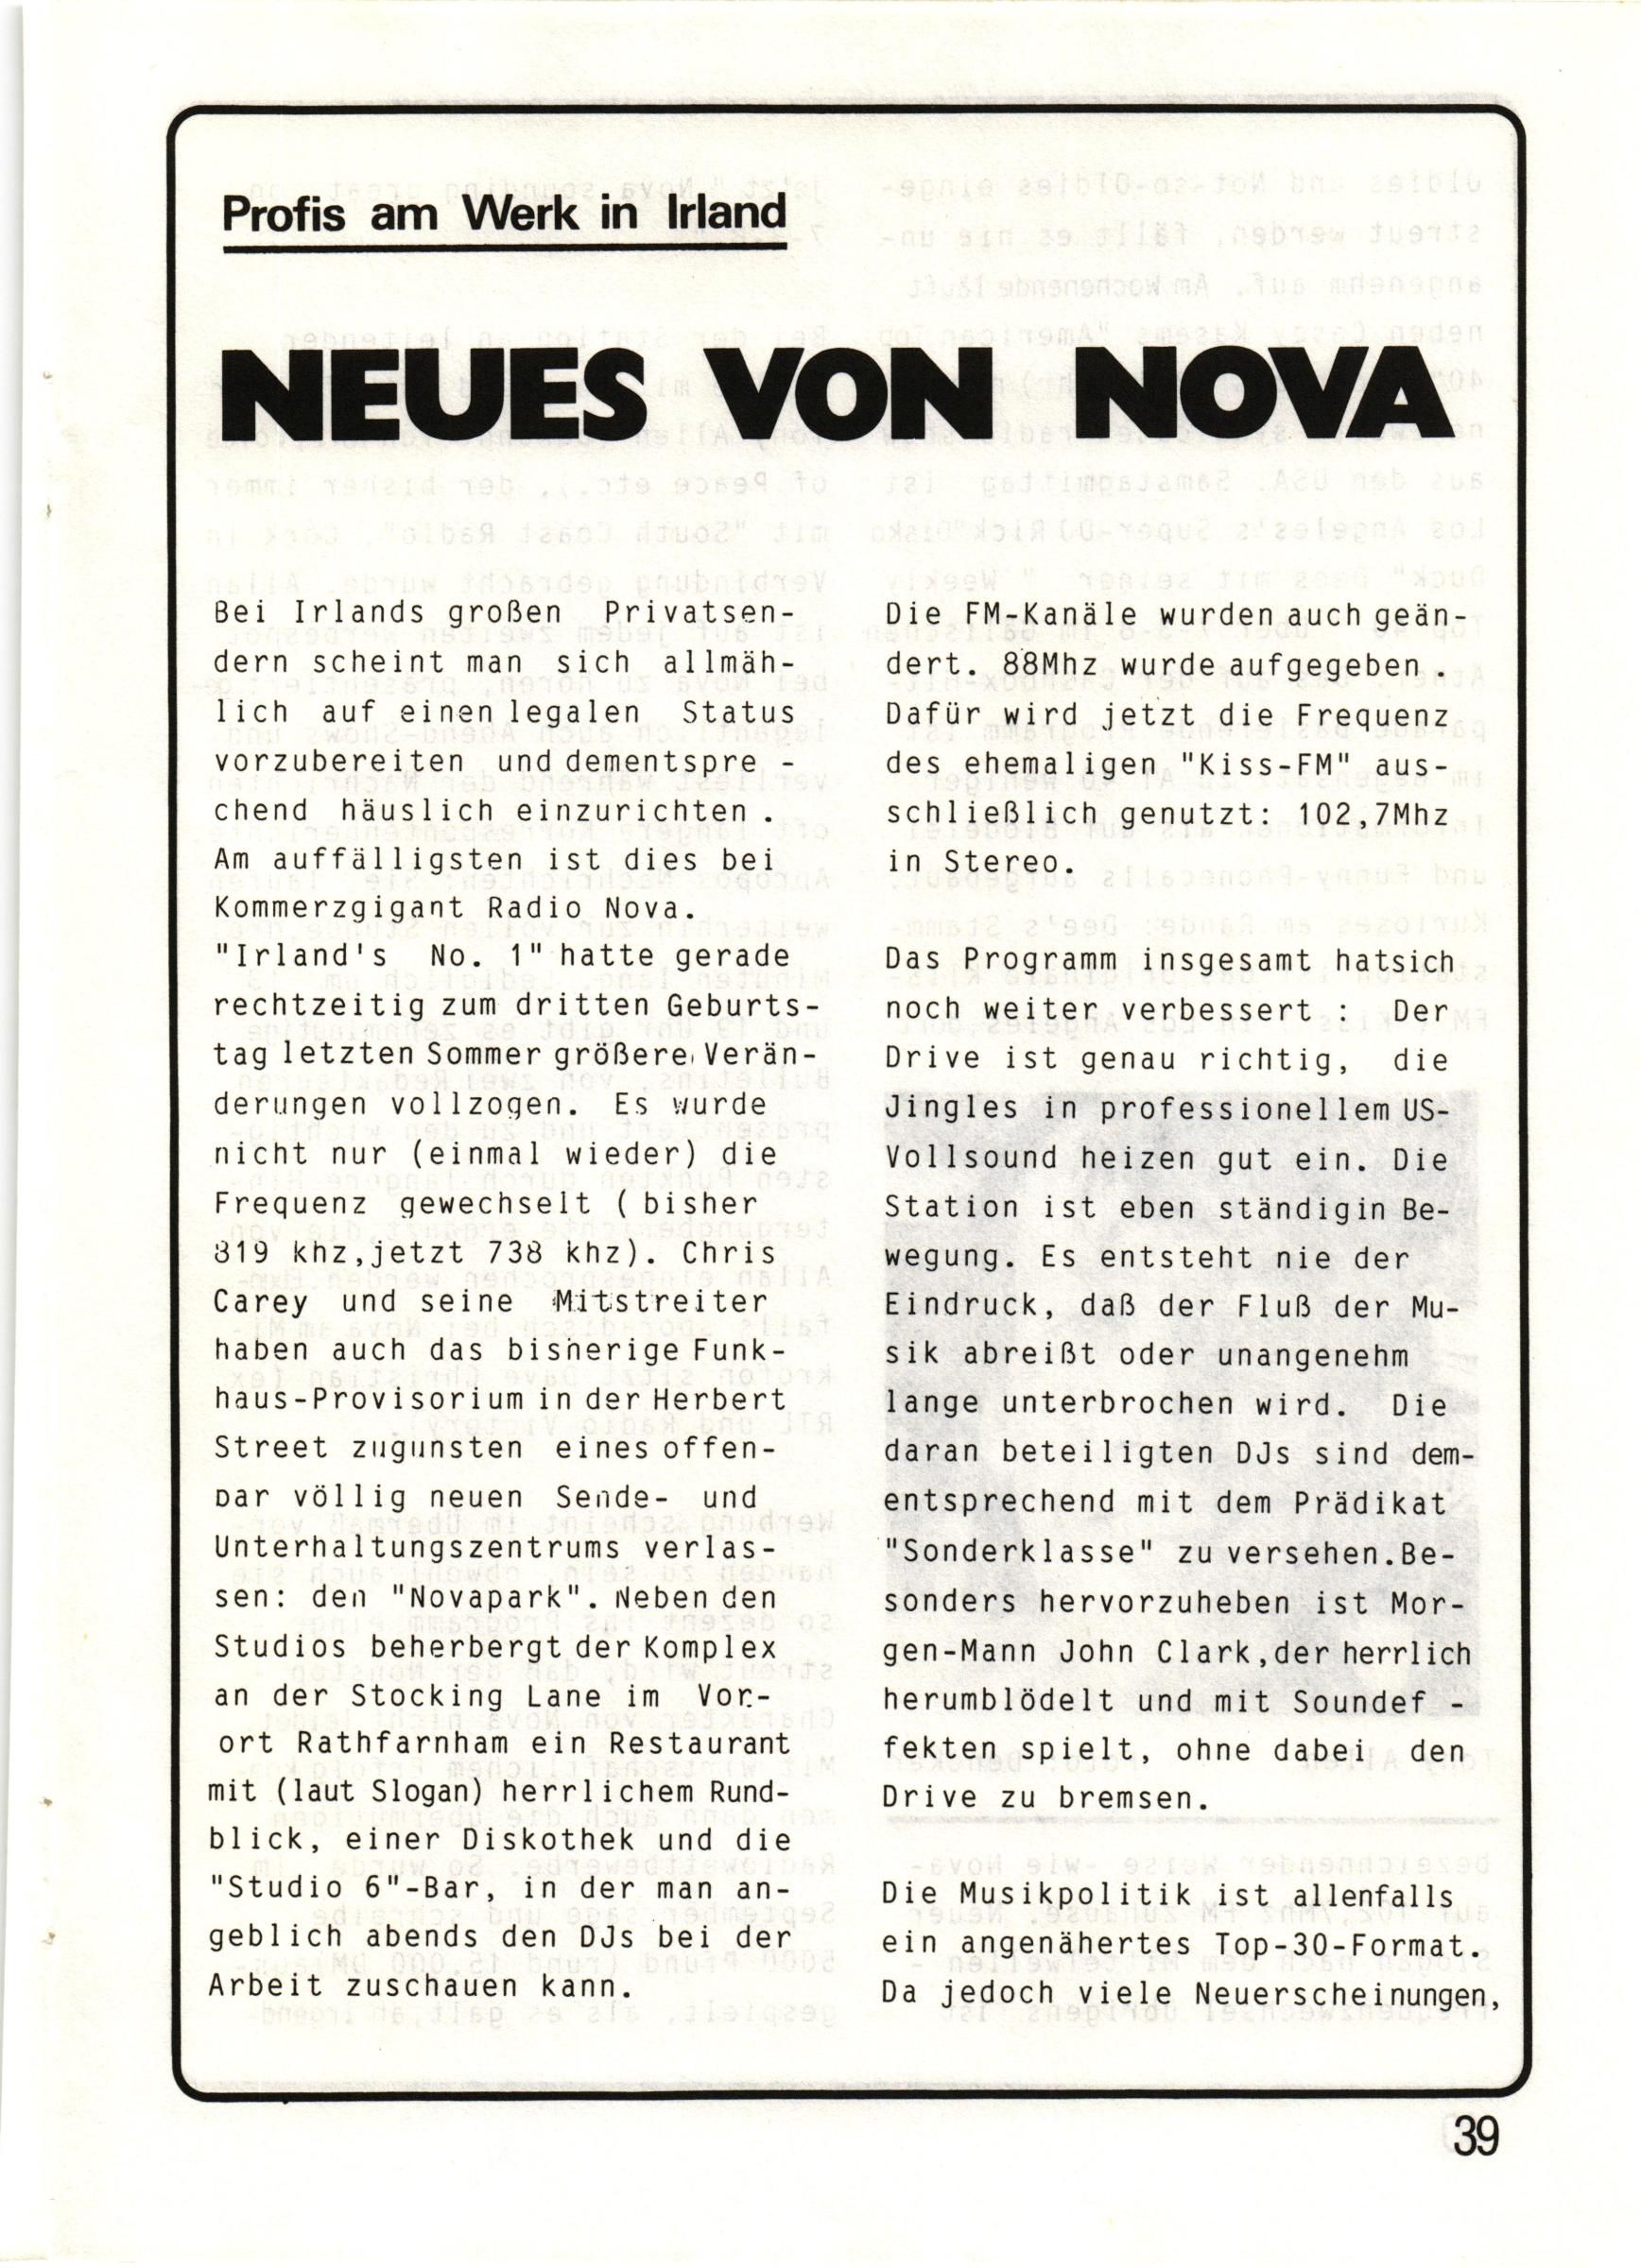 Profis am Werk in Irland
NEUES VON NOVA
Bei Irlands großen Privatsen-
dern scheint man sich allmäh-
lich auf einen legalen Status
vorzubereiten und dementspre -
chend häuslich einzurichten .
Am auffälligsten ist dies bei
Kommerzgigant Radio Nova.
"Irland's No. 1" hatte gerade
rechtzeitig zum dritten Geburts-
tag letzten Sommer größere Verän-
derungen vollzogen. Es wurde
nicht nur (einmal wieder) die
Frequenz gewechselt ( bisher
819 khz,jetzt 738 khz). Chris
Carey und seine Mitstreiter
haben auch das bisherige Funk-
haus-Provisorium in der Herbert
Street zugunsten eines offen-
bar völlig neuen Sende- und
Unterhaltungszentrums verlas-
sen: den "Novapark". Neben den
Studios beherbergt der Komplex
an der Stocking Lane im Vor-
ort Rathfarnham ein Restaurant
mit (laut Slogan) herrlichem Rund-
blick, einer Diskothek und die
"Studio 6"-Bar, in der man an-
geblich abends den DJs bei der
Arbeit zuschauen kann.
Die FM-Kanäle wurden auch geän-
dert. 88Mhz wurde aufgegeben .
Dafür wird jetzt die Frequenz
des ehemaligen "Kiss-FM" aus-
schließlich genutzt: 102,7Mhz
in Stereo.
Das Programm insgesamt hatsich
noch weiter verbessert : Der
Drive ist genau richtig, die
Jingles in professionellem US-
Vollsound heizen gut ein. Die
Station ist eben ständigin Be-
wegung. Es entsteht nie der
Eindruck, daß der Fluß der Mu-
sik abreißt oder unangenehm
lange unterbrochen wird. Die
daran beteiligten DJs sind dem-
entsprechend mit dem Prädikat
"Sonderklasse" zu versehen.Be-
sonders hervorzuheben ist Mor-
gen-Mann John Clark,der herrlich
herumblödelt und mit Soundef -
fekten spielt, ohne dabei den
Drive zu bremsen.
Die Musikpolitik ist allenfalls
ein angenähertes Top-30-Format.
Da jedoch viele Neuerscheinungen,
39